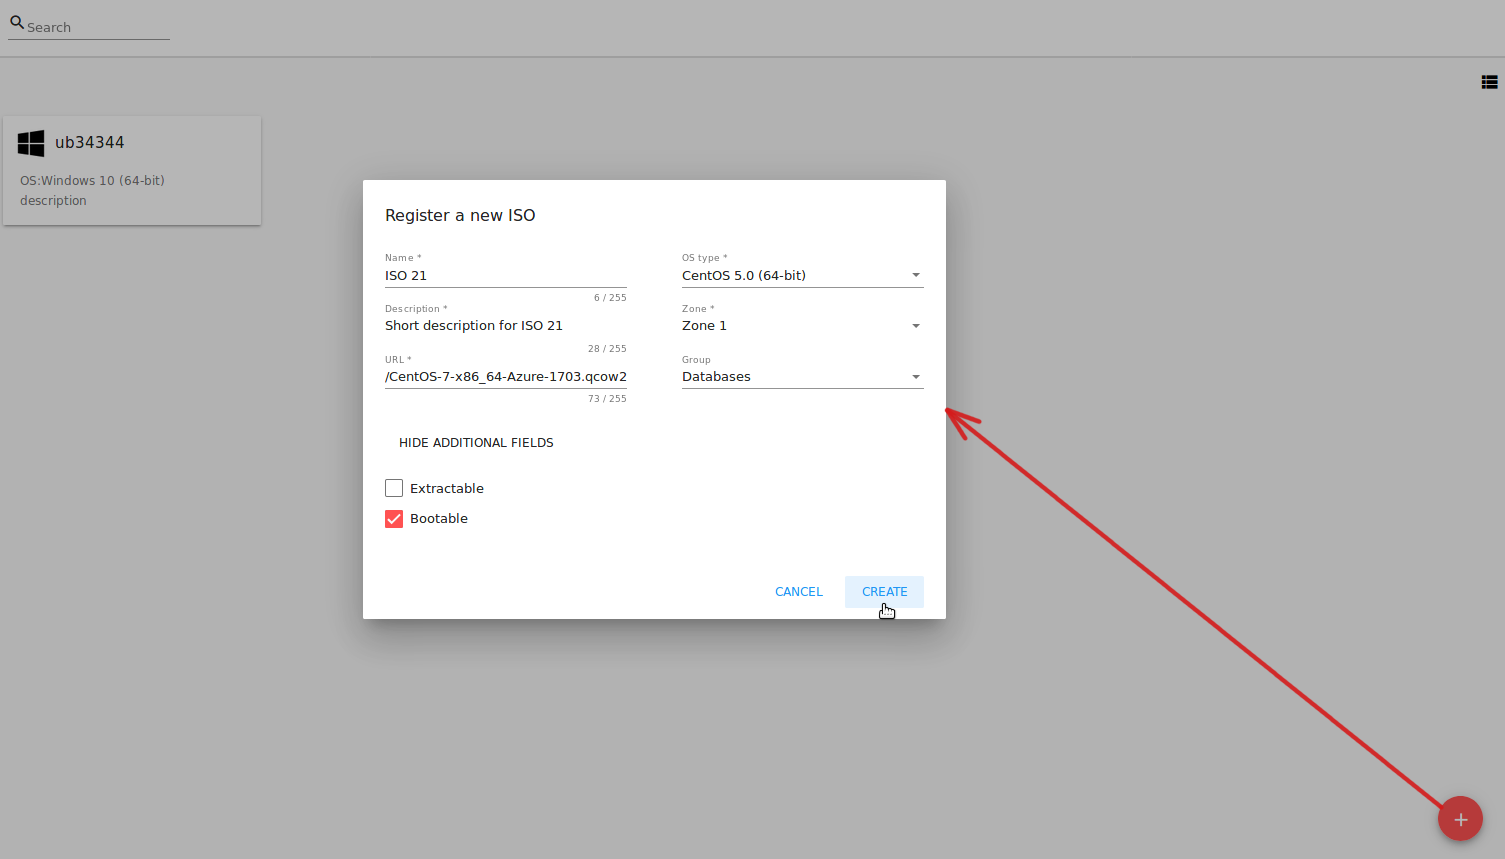 Search
ub34344
OS:Windows 10 (64-bit)
description
Register a new ISO
Name *
ISO 21
6 / 255
OS type *
CentOS 5.0 (64-bit)
Description *
Short description for ISO 21
28 / 255
Zone *
Zone 1
URL *
/CentOS-7-x86_64-Azure-1703.qcow2
73 / 255
Group
Databases
HIDE ADDITIONAL FIELDS
Extractable
Bootable
CANCEL
CREATE
+